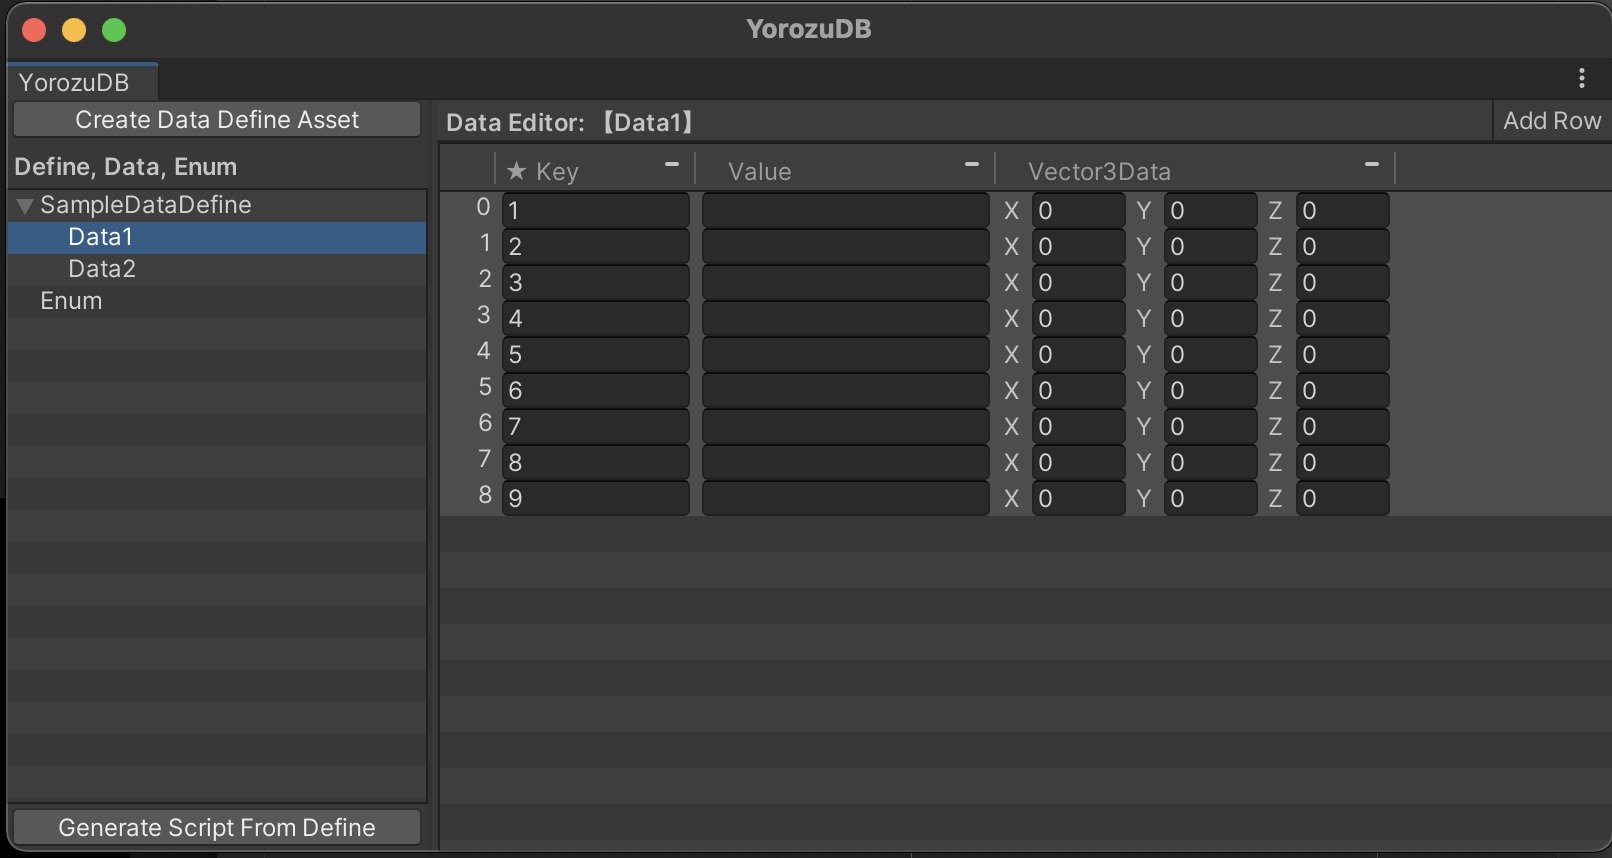 YorozuDB
YorozuDB
Create Data Define Asset
Define, Data, Enum
SampleDataDefine
Data1
Data2
Enum
Generate Script From Define
Data Editor: 【Data1】 Add Row
★ Key Value Vector3Data
0 1 X 0 Y 0 Z 0
1 2 X 0 Y 0 Z 0
2 3 X 0 Y 0 Z 0
3 4 X 0 Y 0 Z 0
4 5 X 0 Y 0 Z 0
5 6 X 0 Y 0 Z 0
6 7 X 0 Y 0 Z 0
7 8 X 0 Y 0 Z 0
8 9 X 0 Y 0 Z 0